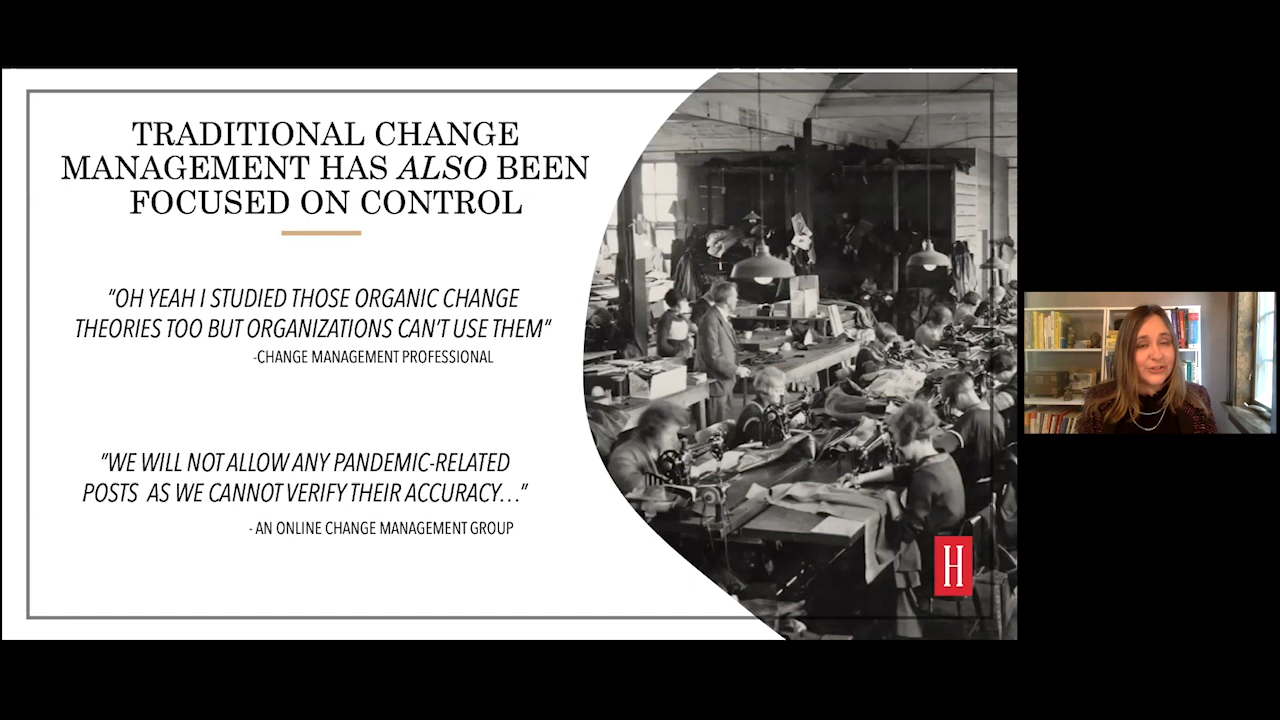 TRADITIONAL CHANGE
MANAGEMENT HAS ALSO BEEN
FOCUSED ON CONTROL
“OH YEAH I STUDIED THOSE ORGANIC CHANGE
THEORIES TOO BUT ORGANIZATIONS CAN’T USE THEM“
-CHANGE MANAGEMENT PROFESSIONAL
“WE WILL NOT ALLOW ANY PANDEMIC-RELATED
POSTS AS WE CANNOT VERIFY THEIR ACCURACY…”
- AN ONLINE CHANGE MANAGEMENT GROUP
H